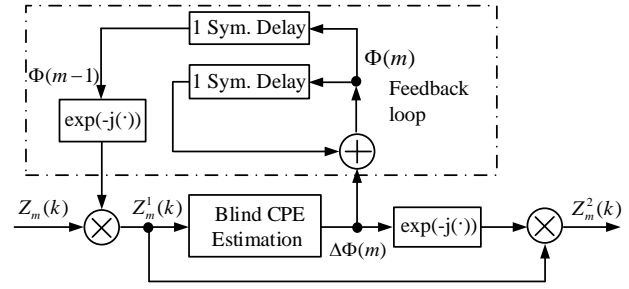 1 Sym. Delay
Φ(m−1)
1 Sym. Delay
Φ(m)
Feedback
loop
exp(-j(·))
+
Z_m(k)
×
Z_m^1(k)
Blind CPE
Estimation
ΔΦ(m)
exp(-j(·))
×
Z_m^2(k)